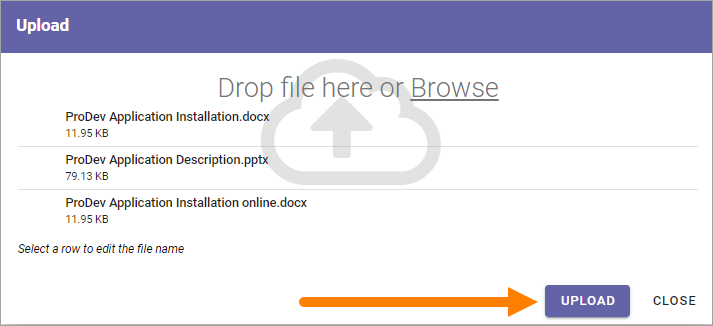 Upload
Drop file here or Browse
ProDev Application Installation.docx
11.95 KB
ProDev Application Description.pptx
79.13 KB
ProDev Application Installation online.docx
11.95 KB
Select a row to edit the file name
UPLOAD CLOSE